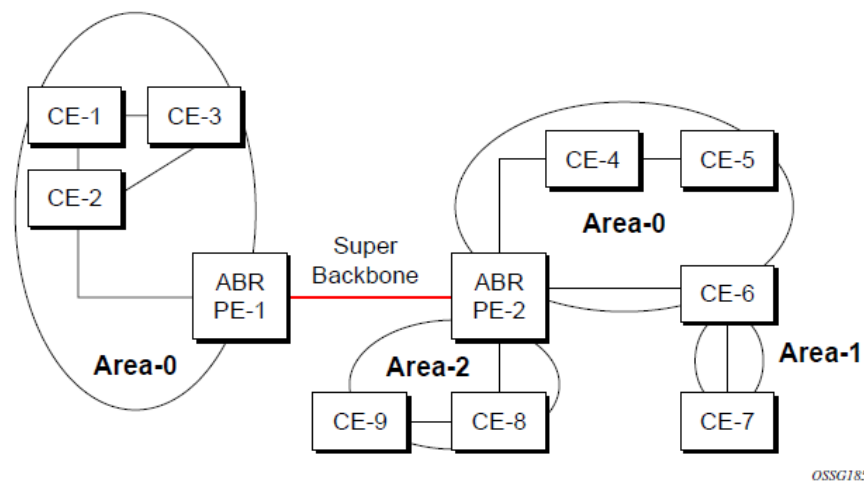 CE-1
CE-3
CE-2
ABR
PE-1
Area-0
Super
Backbone
CE-4
CE-5
Area-0
ABR
PE-2
CE-6
Area-1
Area-2
CE-9
CE-8
CE-7